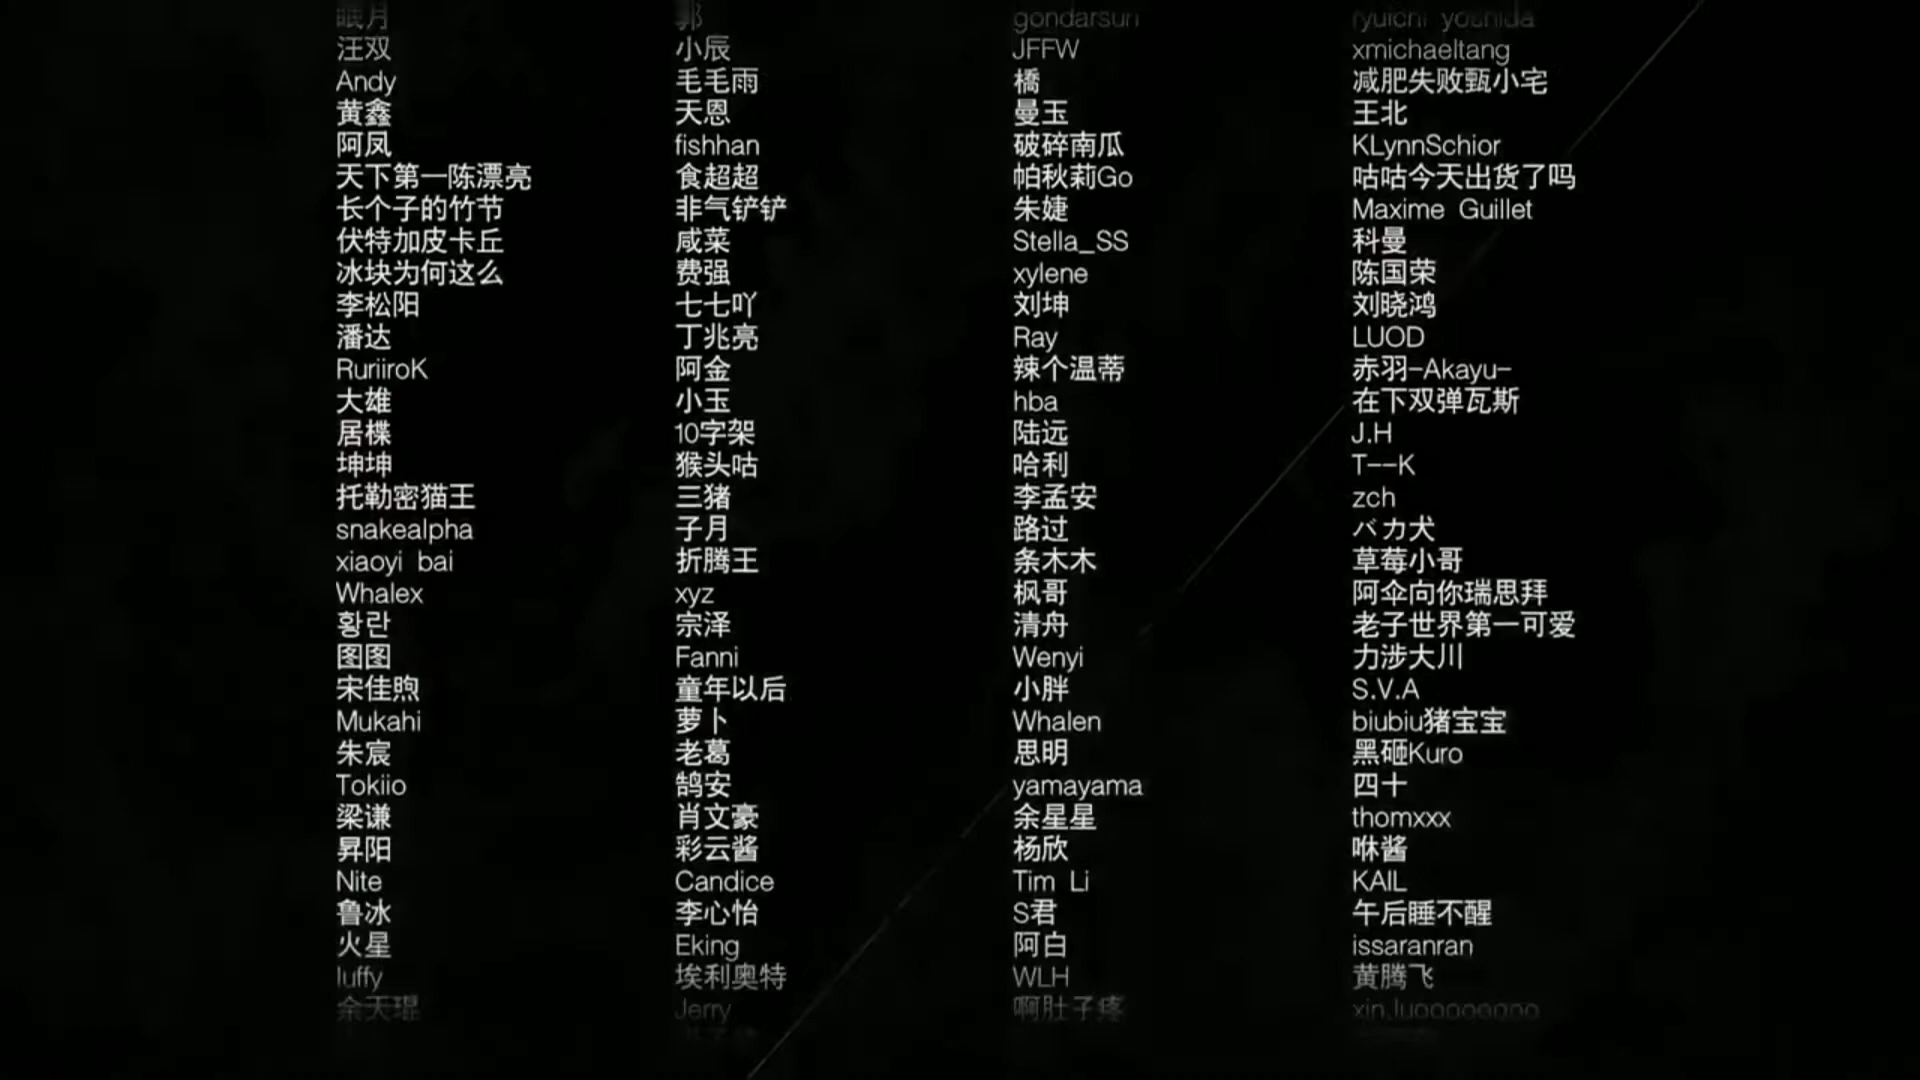 眠月
郭
gondarsun
ryuichi yoshida
汪双
小辰
JFFW
xmichaeltang
Andy
毛毛雨
橋
减肥失败甄小宅
黄鑫
天恩
曼玉
王北
阿凤
fishhan
破碎南瓜
KLynnSchior
天下第一陈漂亮
食超超
帕秋莉Go
咕咕今天出货了吗
长个子的竹节
非气铲铲
朱婕
Maxime Guillet
伏特加皮卡丘
咸菜
Stella_SS
科曼
冰块为何这么
费强
xylene
陈国荣
李松阳
七七吖
刘坤
刘晓鸿
潘达
丁兆亮
Ray
LUOD
RuriiroK
阿金
辣个温蒂
赤羽-Akayu-
大雄
小玉
hba
在下双弹瓦斯
居楪
10字架
陆远
J.H
坤坤
猴头咕
哈利
T--K
托勒密猫王
三猪
李孟安
zch
snakealpha
子月
路过
バカ犬
xiaoyi bai
折腾王
条木木
草莓小哥
Whalex
xyz
枫哥
阿伞向你瑞思拜
황란
宗泽
清舟
老子世界第一可爱
图图
Fanni
Wenyi
力涉大川
宋佳煦
童年以后
小胖
S.V.A
Mukahi
萝卜
Whalen
biubiu猪宝宝
朱宸
老葛
思明
黑砸Kuro
Tokiio
鹄安
yamayama
四十
梁谦
肖文豪
余星星
thomxxx
昇阳
彩云酱
杨欣
咻酱
Nite
Candice
Tim Li
KAIL
鲁冰
李心怡
S君
午后睡不醒
火星
Eking
阿白
issaranran
luffy
埃利奥特
WLH
黄腾飞
余天琨
Jerry
啊肚子疼